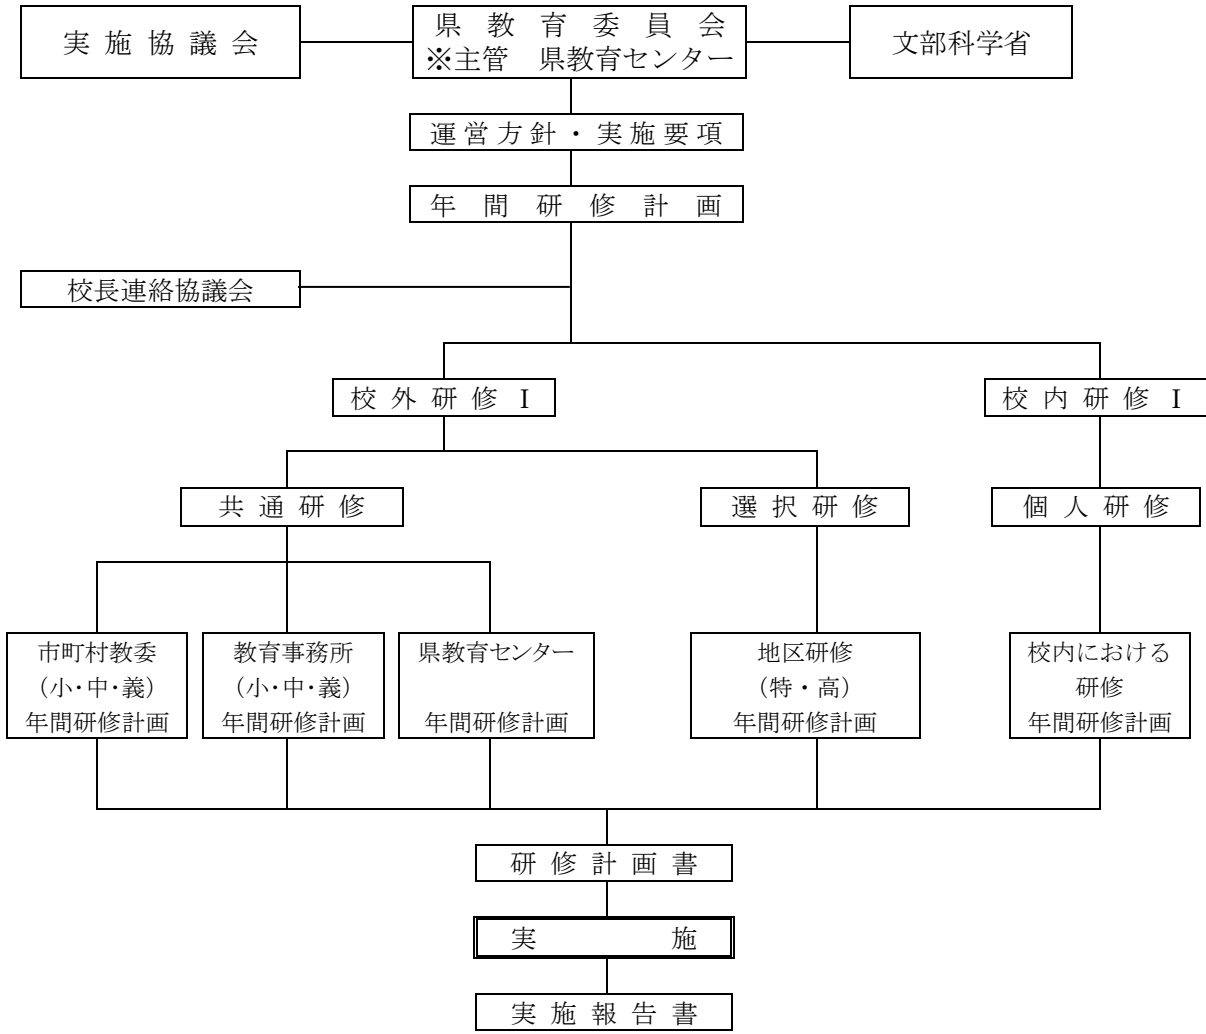 実施協議会
県教育委員会
※主管　県教育センター
文部科学省
運営方針・実施要項
年間研修計画
校長連絡協議会
校外研修Ⅰ
校内研修Ⅰ
共通研修
選択研修
個人研修
市町村教委
（小・中・義）
年間研修計画
教育事務所
（小・中・義）
年間研修計画
県教育センター
年間研修計画
地区研修
（特・高）
年間研修計画
校内における
研修
年間研修計画
研修計画書
実施
実施報告書